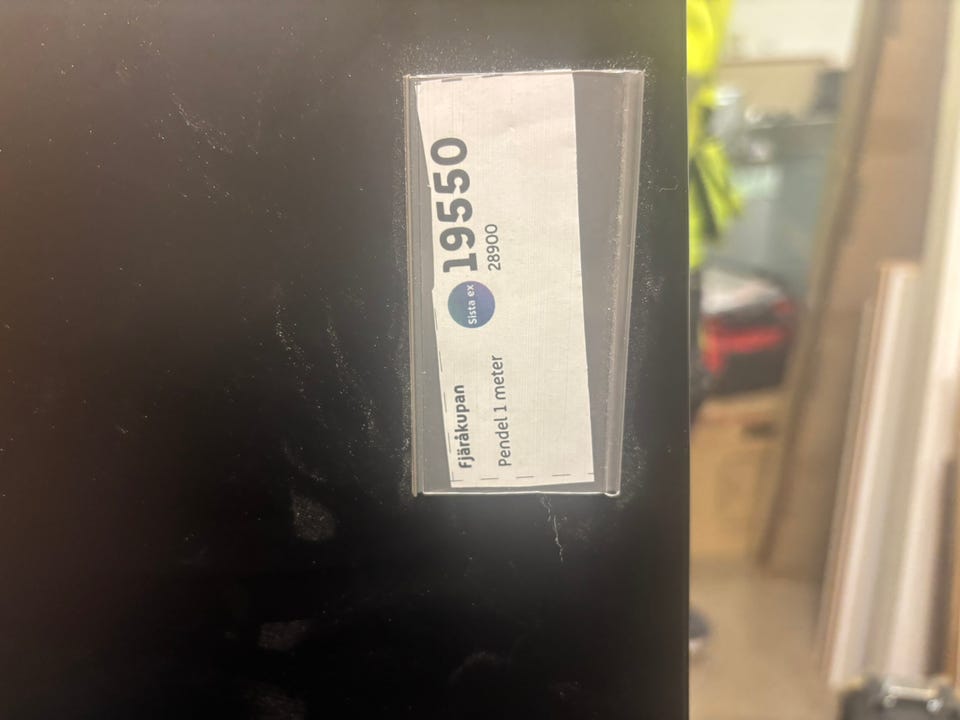 Fjäråkupan
Sista ex
19550
Pendel 1 meter
28900